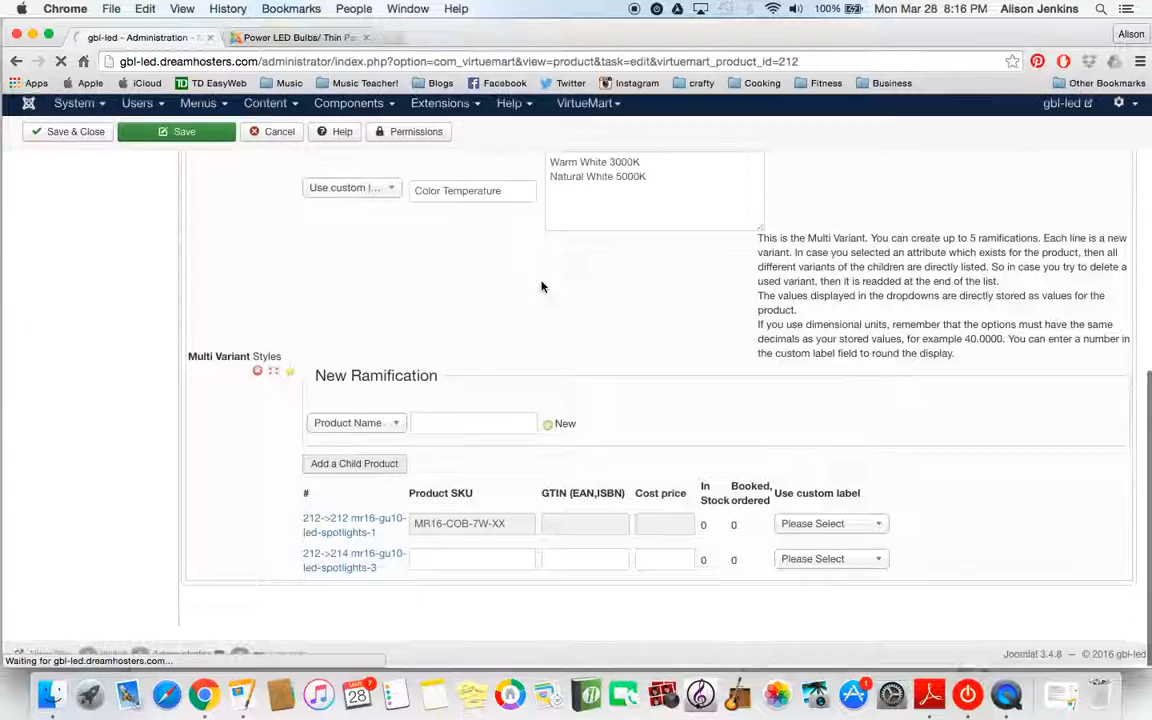 Chrome File Edit View History Bookmarks People Window Help 100% Mon Mar 28 8:16 PM Alison Jenkins
gbl-led - Administration - Power LED Bulbs/ Thin P Alison
gbl-led.dreamhosters.com/administrator/index.php?option=com_virtuemart&view=product&task=edit&virtuemart_product_id=212
Apps Apple iCloud TD EasyWeb Music Music Teacher! Blogs Facebook Twitter Instagram crafty Cooking Fitness Business Other Bookmarks
System Users Menus Content Components Extensions Help VirtueMart gbl-led
Save & Close Save Cancel Help Permissions
Warm White 3000K
Natural White 5000K
Use custom l... Color Temperature
This is the Multi Variant. You can create up to 5 ramifications. Each line is a new
variant. In case you selected an attribute which exists for the product, then all
different variants of the children are directly listed. So in case you try to delete a
used variant, then it is readded at the end of the list.
The values displayed in the dropdowns are directly stored as values for the
product.
If you use dimensional units, remember that the options must have the same
decimals as your stored values, for example 40.0000. You can enter a number in
the custom label field to round the display.
Multi Variant Styles
New Ramification
Product Name New
Add a Child Product
# Product SKU GTIN (EAN,ISBN) Cost price In Stock Booked, ordered Use custom label
212->212 mr16-gu10-
led-spotlights-1 MR16-COB-7W-XX 0 0 Please Select
212->214 mr16-gu10-
led-spotlights-3 0 0 Please Select
Joomla! 3.4.8 — © 2016 gbl-led
Waiting for gbl-led.dreamhosters.com...